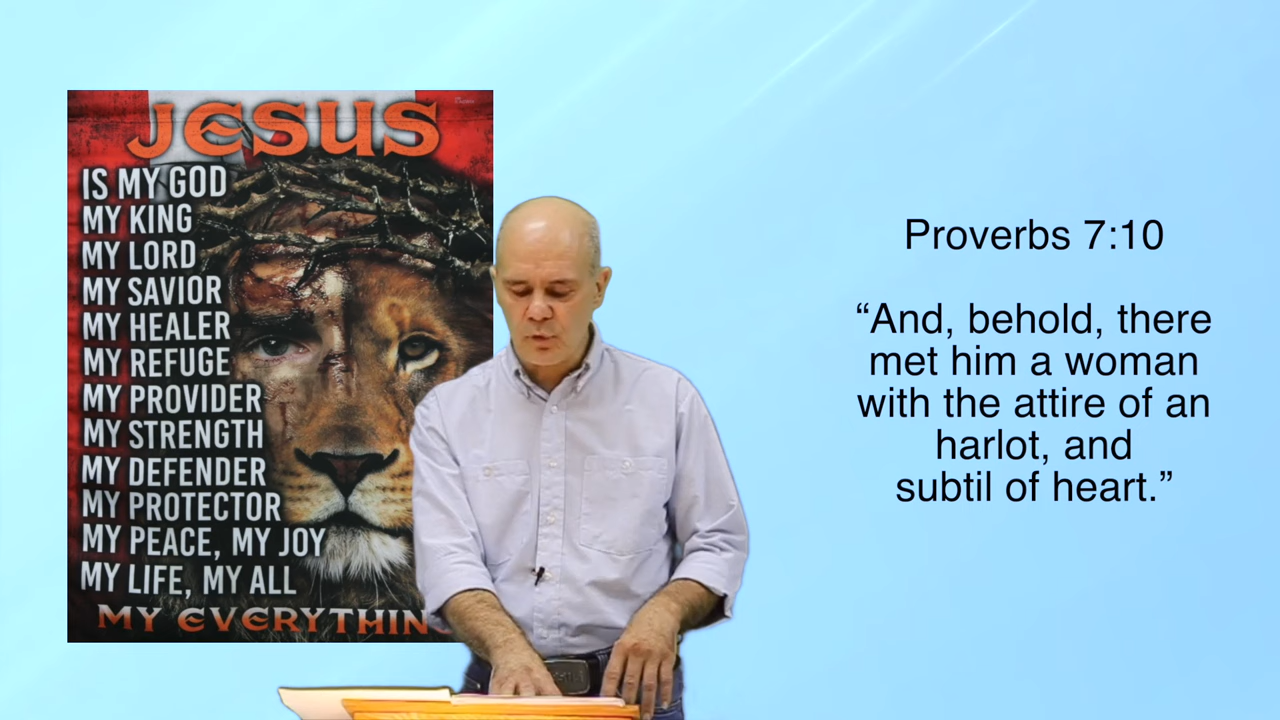 JESUS
IS MY GOD
MY KING
MY LORD
MY SAVIOR
MY HEALER
MY REFUGE
MY PROVIDER
MY STRENGTH
MY DEFENDER
MY PROTECTOR
MY PEACE, MY JOY
MY LIFE, MY ALL
MY EVERYTHIN
Proverbs 7:10
“And, behold, there
met him a woman
with the attire of an
harlot, and
subtil of heart.”